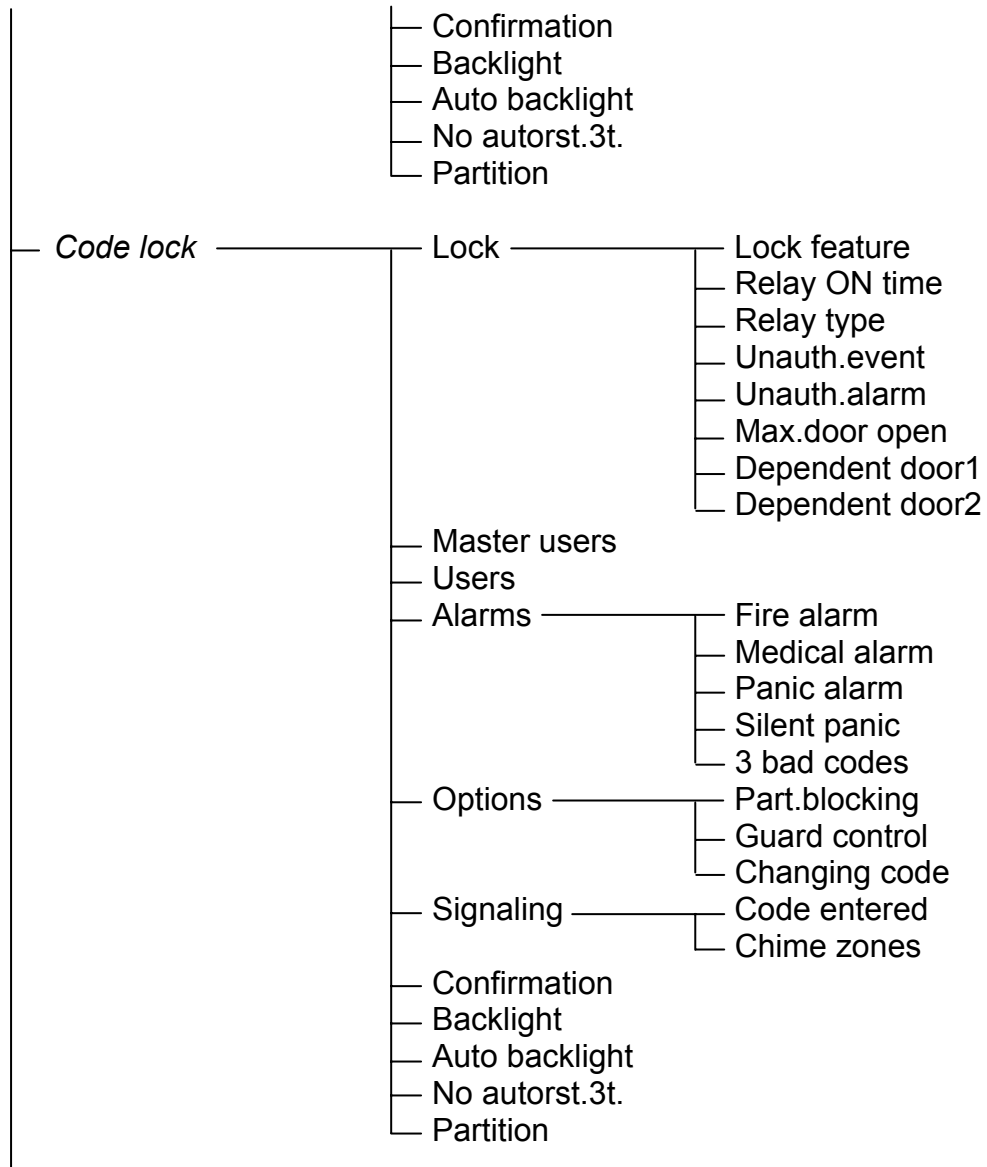 Confirmation
Backlight
Auto backlight
No autorst.3t.
Partition
Code lock Lock Lock feature
Relay ON time
Relay type
Unauth.event
Unauth.alarm
Max.door open
Dependent door1
Dependent door2
Master users
Users
Alarms Fire alarm
Medical alarm
Panic alarm
Silent panic
3 bad codes
Options Part.blocking
Guard control
Changing code
Signaling Code entered
Chime zones
Confirmation
Backlight
Auto backlight
No autorst.3t.
Partition